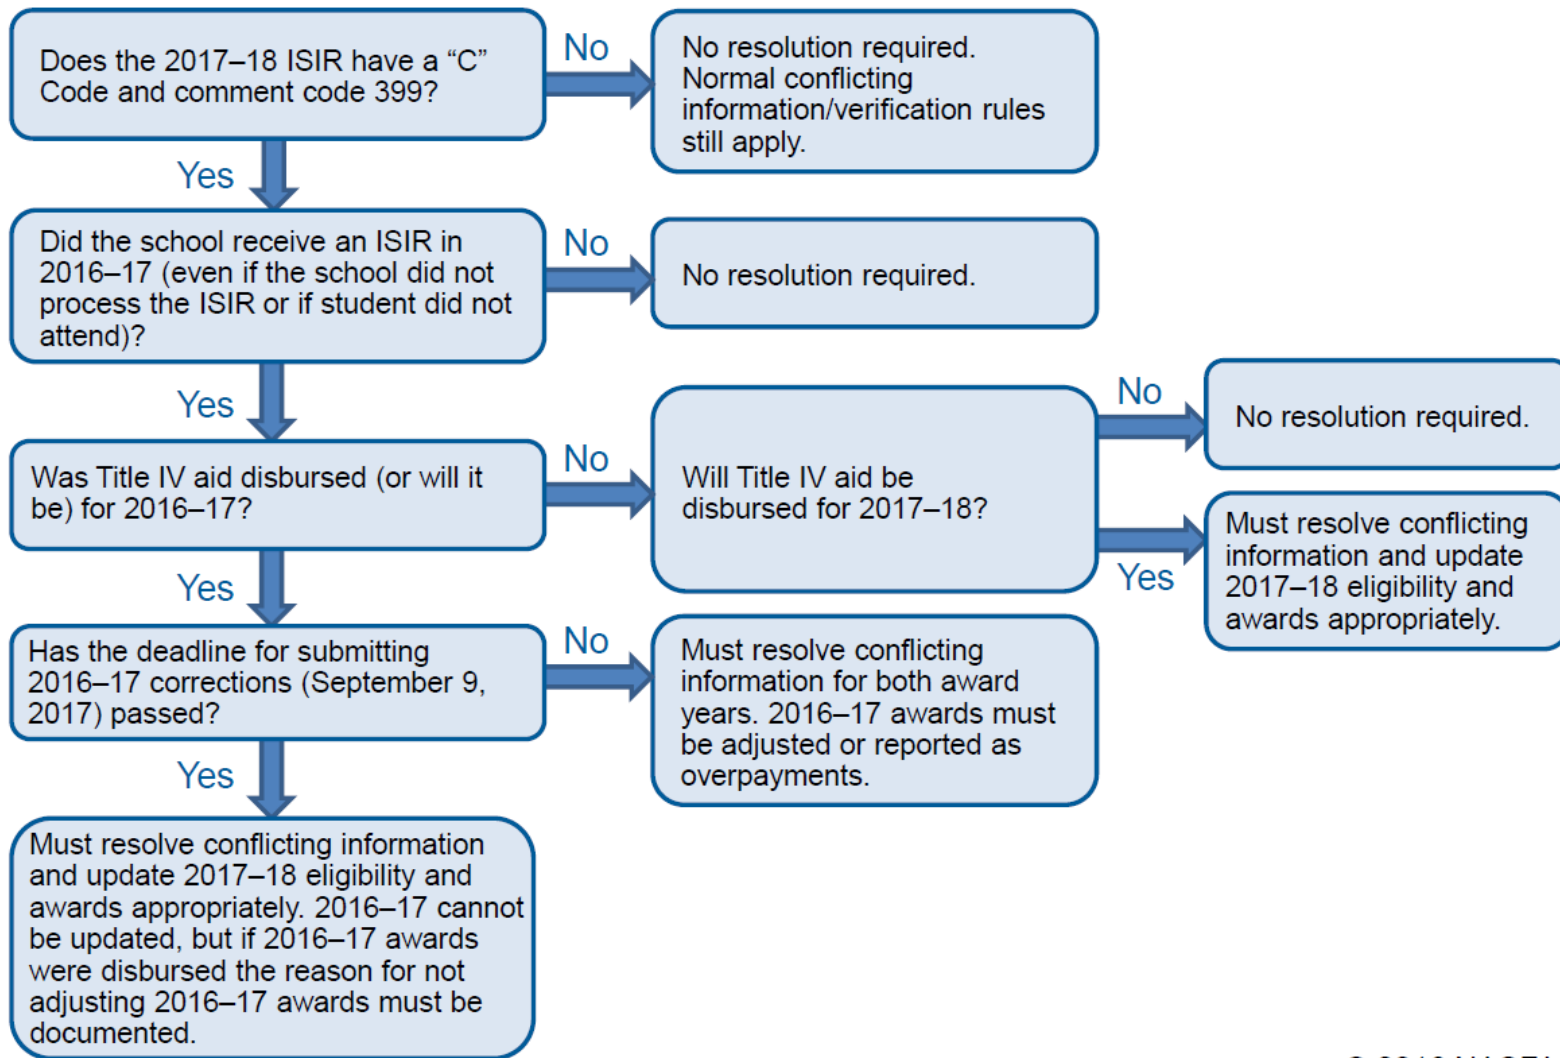 Does the 2017–18 ISIR have a “C”
Code and comment code 399?
No
No resolution required.
Normal conflicting
information/verification rules
still apply.
Yes
Did the school receive an ISIR in
2016–17 (even if the school did not
process the ISIR or if student did not
attend)?
No
No resolution required.
Yes
Was Title IV aid disbursed (or will it
be) for 2016–17?
No
Will Title IV aid be
disbursed for 2017–18?
No
No resolution required.
Yes
Must resolve conflicting
information and update
2017–18 eligibility and
awards appropriately.
Yes
Has the deadline for submitting
2016–17 corrections (September 9,
2017) passed?
No
Must resolve conflicting
information for both award
years. 2016–17 awards must
be adjusted or reported as
overpayments.
Yes
Must resolve conflicting information
and update 2017–18 eligibility and
awards appropriately. 2016–17 cannot
be updated, but if 2016–17 awards
were disbursed the reason for not
adjusting 2016–17 awards must be
documented.